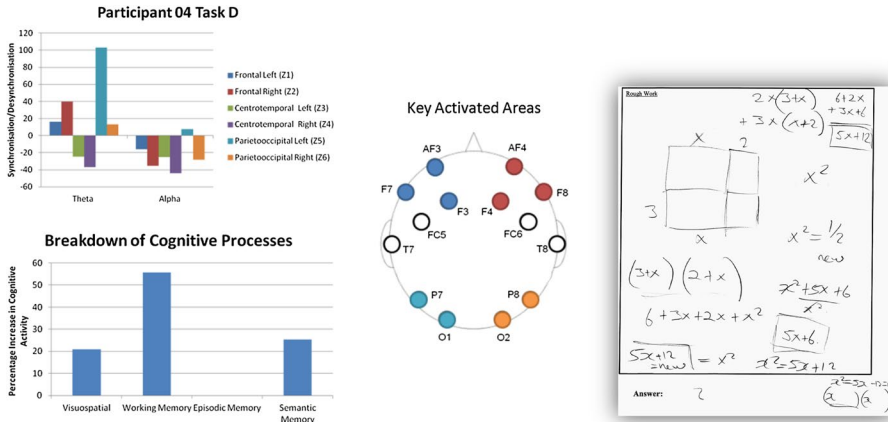 Participant 04 Task D
Synchronisation/Desynchronisation
120
100
80
60
40
20
0
-20
-40
-60
Theta
Alpha
Frontal Left (Z1)
Frontal Right (Z2)
Centrotemporal Left (Z3)
Centrotemporal Right (Z4)
Parietoccipital Left (Z5)
Parietooccipital Right (Z6)
Breakdown of Cognitive Processes
Percentage Increase in Cognitive Activity
60
50
40
30
20
10
0
Visuospatial
Working Memory
Episodic Memory
Semantic Memory
Key Activated Areas
AF3
AF4
F7
F3
F4
F8
FC5
FC6
T7
T8
P7
P8
O1
O2
Rough Work
2x(3+x)
+ 3x(x+2)
6+2x
+3x+6
5x+12
x
2
3
x
x²
x² = 1/2
new
(3+x)(2+x)
6+3x+2x+x²
x²+5x+6
x²
5x+6
5x+12 = x²
=new
x²=5x+12
(x )(x
Answer:
?